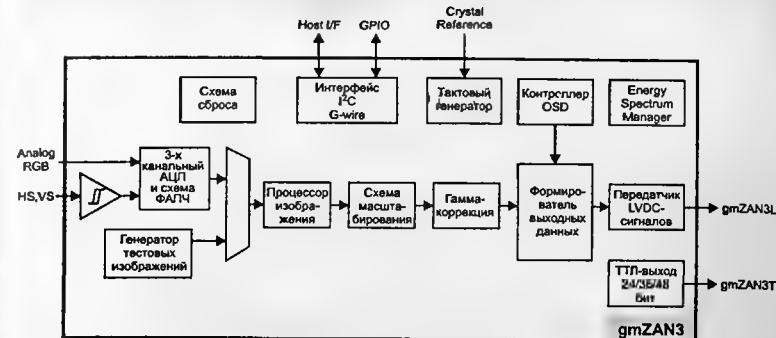 Crystal
Reference
Host I/F
GPIO
Схема
сброса
Интерфейс
I²C
G-wire
Тактовый
генератор
Контроллер
OSD
Energy
Spectrum
Manager
Analog
RGB
HS,VS
3-х
канальный
АЦП
и схема
ФАПЧ
Генератор
тестовых
изображений
Процессор
изобра-
жения
Схема
масшта-
бирования
Гамма-
коррекция
Формиро-
ватель
выходных
данных
Передатчик
LVDC-
сигналов
gmZAN3L
ТТЛ-выход
24/36/48
бит
gmZAN3T
gmZAN3